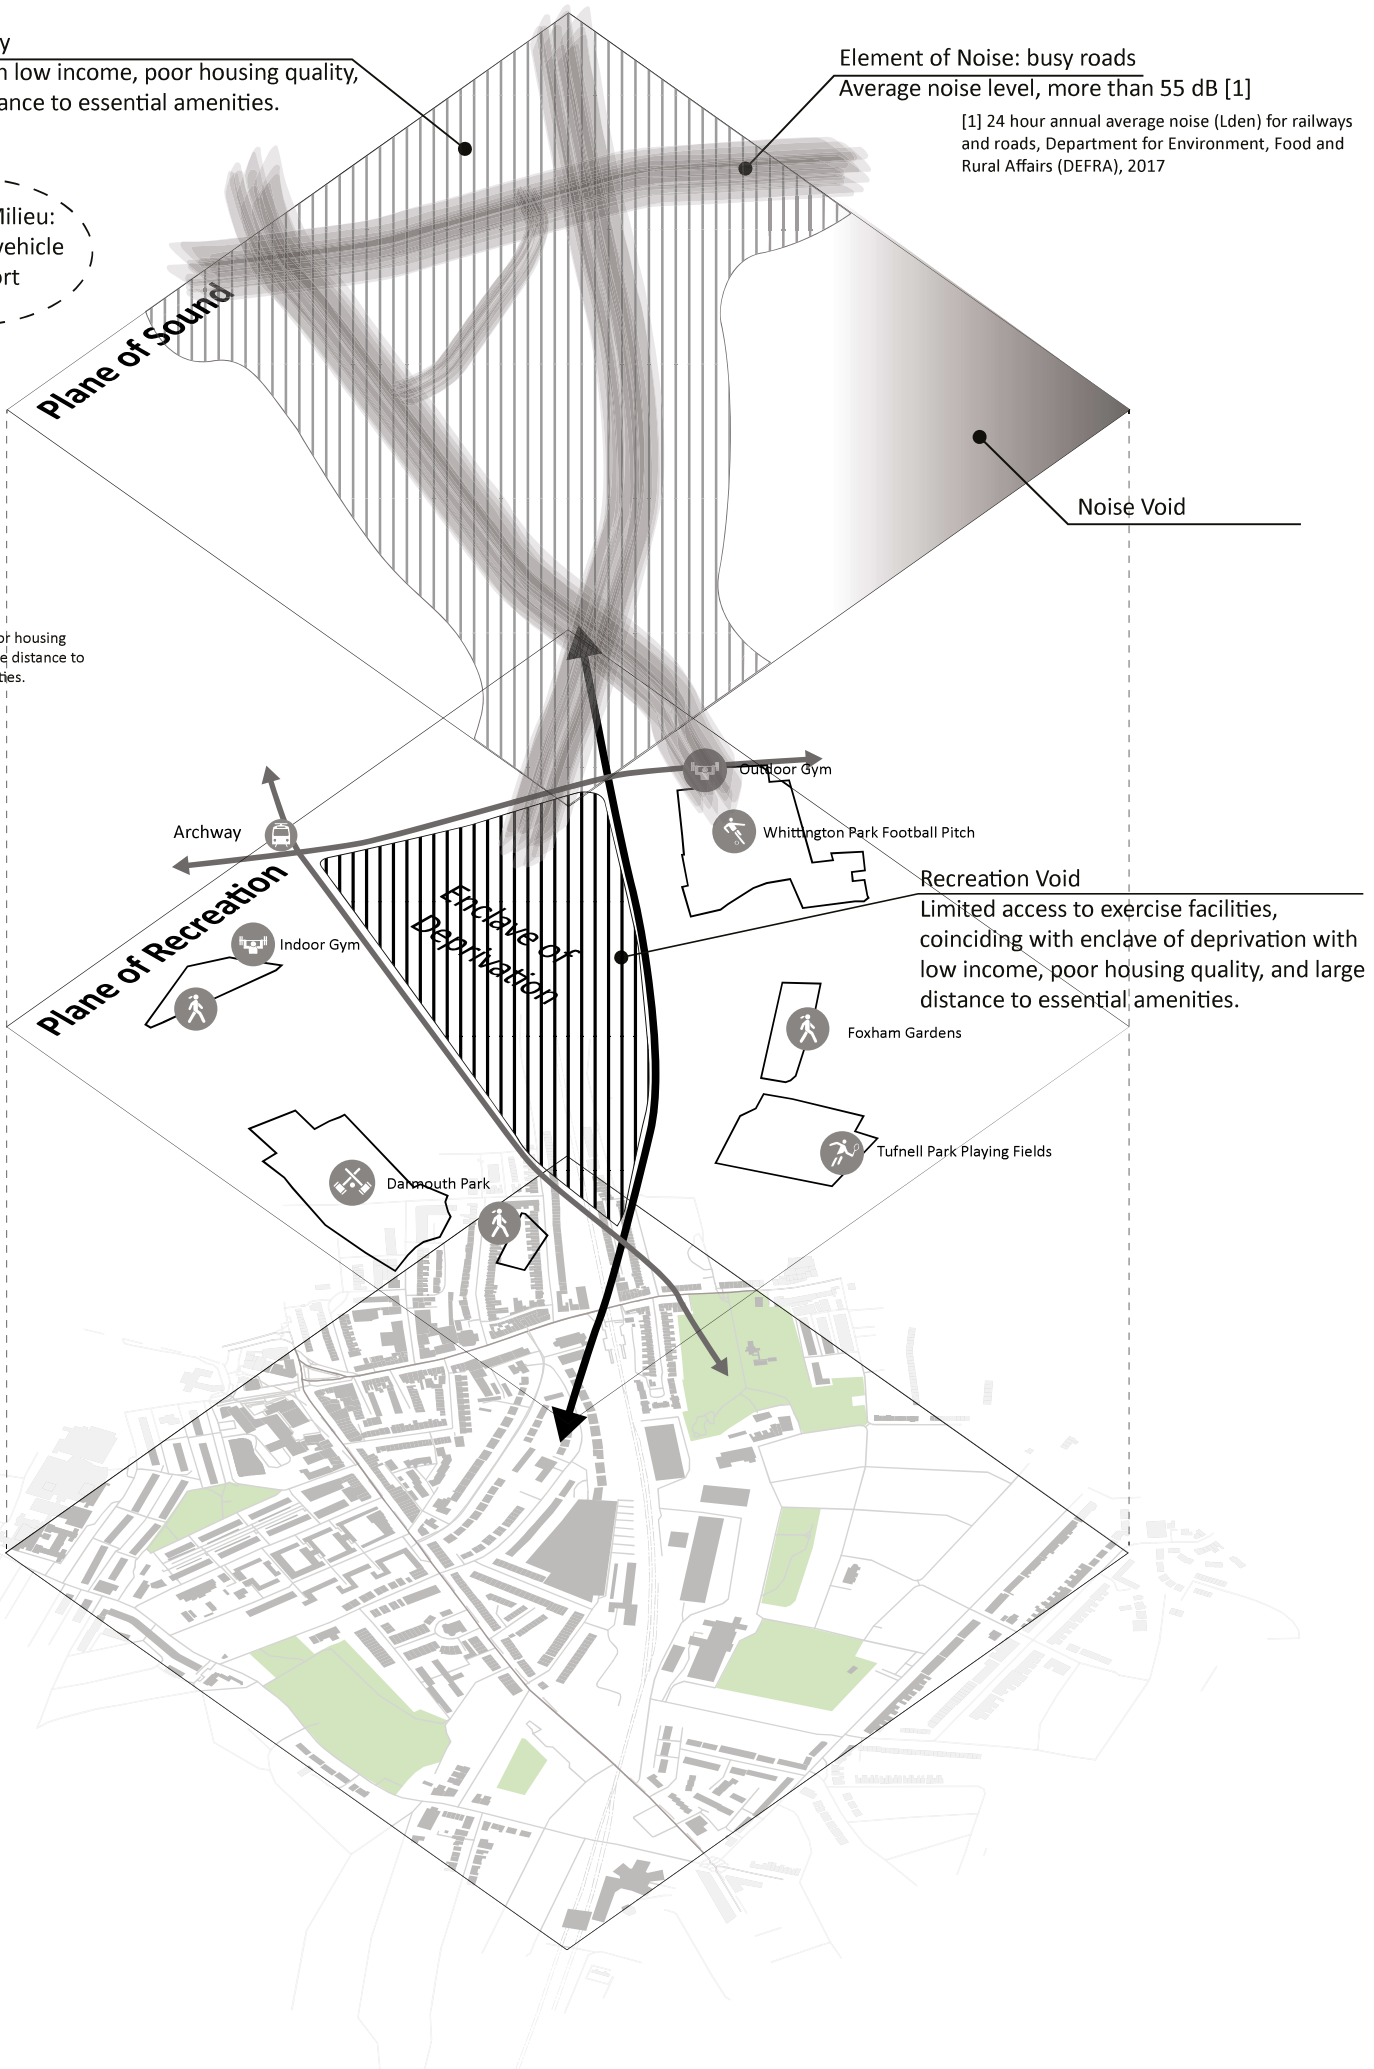 y
n low income, poor housing quality,
ance to essential amenities.
Element of Noise: busy roads
Average noise level, more than 55 dB [1]
[1] 24 hour annual average noise (Lden) for railways
and roads, Department for Environment, Food and
Rural Affairs (DEFRA), 2017
Milieu:
vehicle
ort
Plane of Sound
Noise Void
or housing
e distance to
ties.
Outdoor Gym
Archway
Whittington Park Football Pitch
Recreation Void
Limited access to exercise facilities,
coinciding with enclave of deprivation with
low income, poor housing quality, and large
distance to essential amenities.
Enclave of
Deprivation
Plane of Recreation
Indoor Gym
Foxham Gardens
Tufnell Park Playing Fields
Darmouth Park